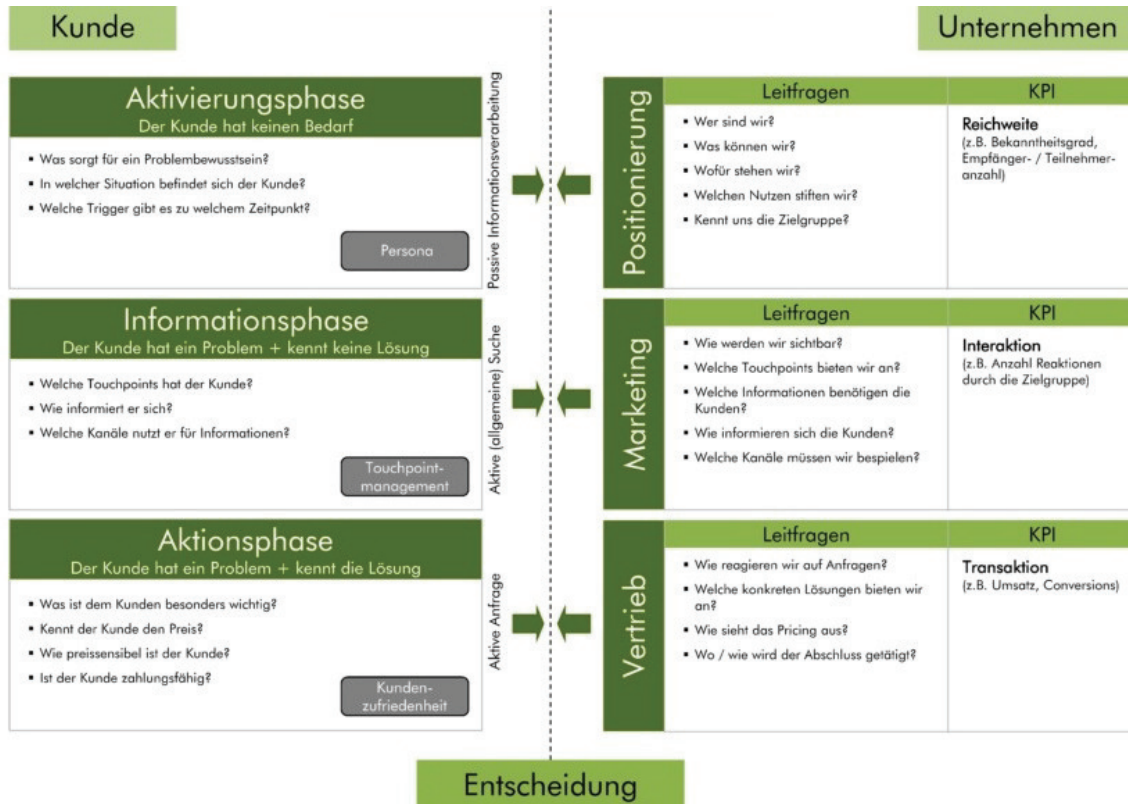 Kunde
Unternehmen
Aktivierungsphase
Der Kunde hat keinen Bedarf
▪ Was sorgt für ein Problembewusstsein?
▪ In welcher Situation befindet sich der Kunde?
▪ Welche Trigger gibt es zu welchem Zeitpunkt?
Persona
Passive Informationsverarbeitung
Positionierung
Leitfragen
▪ Wer sind wir?
▪ Was können wir?
▪ Wofür stehen wir?
▪ Welchen Nutzen stiften wir?
▪ Kennt uns die Zielgruppe?
KPI
Reichweite
(z.B. Bekanntheitsgrad,
Empfänger- / Teilnehmer-
anzahl)
Informationsphase
Der Kunde hat ein Problem + kennt keine Lösung
▪ Welche Touchpoints hat der Kunde?
▪ Wie informiert er sich?
▪ Welche Kanäle nutzt er für Informationen?
Touchpoint-
management
Aktive (allgemeine) Suche
Marketing
Leitfragen
▪ Wie werden wir sichtbar?
▪ Welche Touchpoints bieten wir an?
▪ Welche Informationen benötigen die
Kunden?
▪ Wie informieren sich die Kunden?
▪ Welche Kanäle müssen wir bespielen?
KPI
Interaktion
(z.B. Anzahl Reaktionen
durch die Zielgruppe)
Aktionsphase
Der Kunde hat ein Problem + kennt die Lösung
▪ Was ist dem Kunden besonders wichtig?
▪ Kennt der Kunde den Preis?
▪ Wie preissensibel ist der Kunde?
▪ Ist der Kunde zahlungsfähig?
Kunden-
zufriedenheit
Aktive Anfrage
Vertrieb
Leitfragen
▪ Wie reagieren wir auf Anfragen?
▪ Welche konkreten Lösungen bieten wir
an?
▪ Wie sieht das Pricing aus?
▪ Wo / wie wird der Abschluss getätigt?
KPI
Transaktion
(z.B. Umsatz, Conversions)
Entscheidung